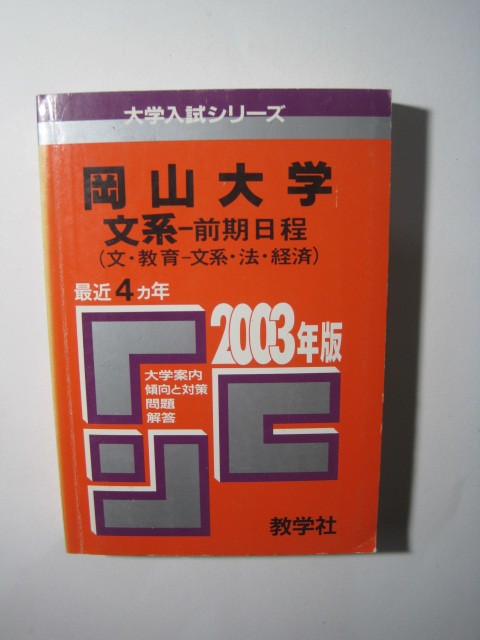 大学入試シリーズ
岡山大学
文系-前期日程
(文・教育-文系・法・経済)
最近4ヵ年
2003年版
大学案内
傾向と対策
問題
解答
教学社